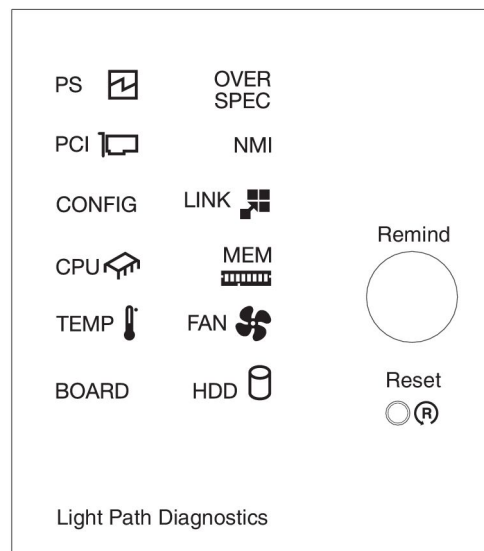 PS
OVER
SPEC
PCI
NMI
CONFIG
LINK
CPU
MEM
TEMP
FAN
BOARD
HDD
Remind
Reset
R
Light Path Diagnostics